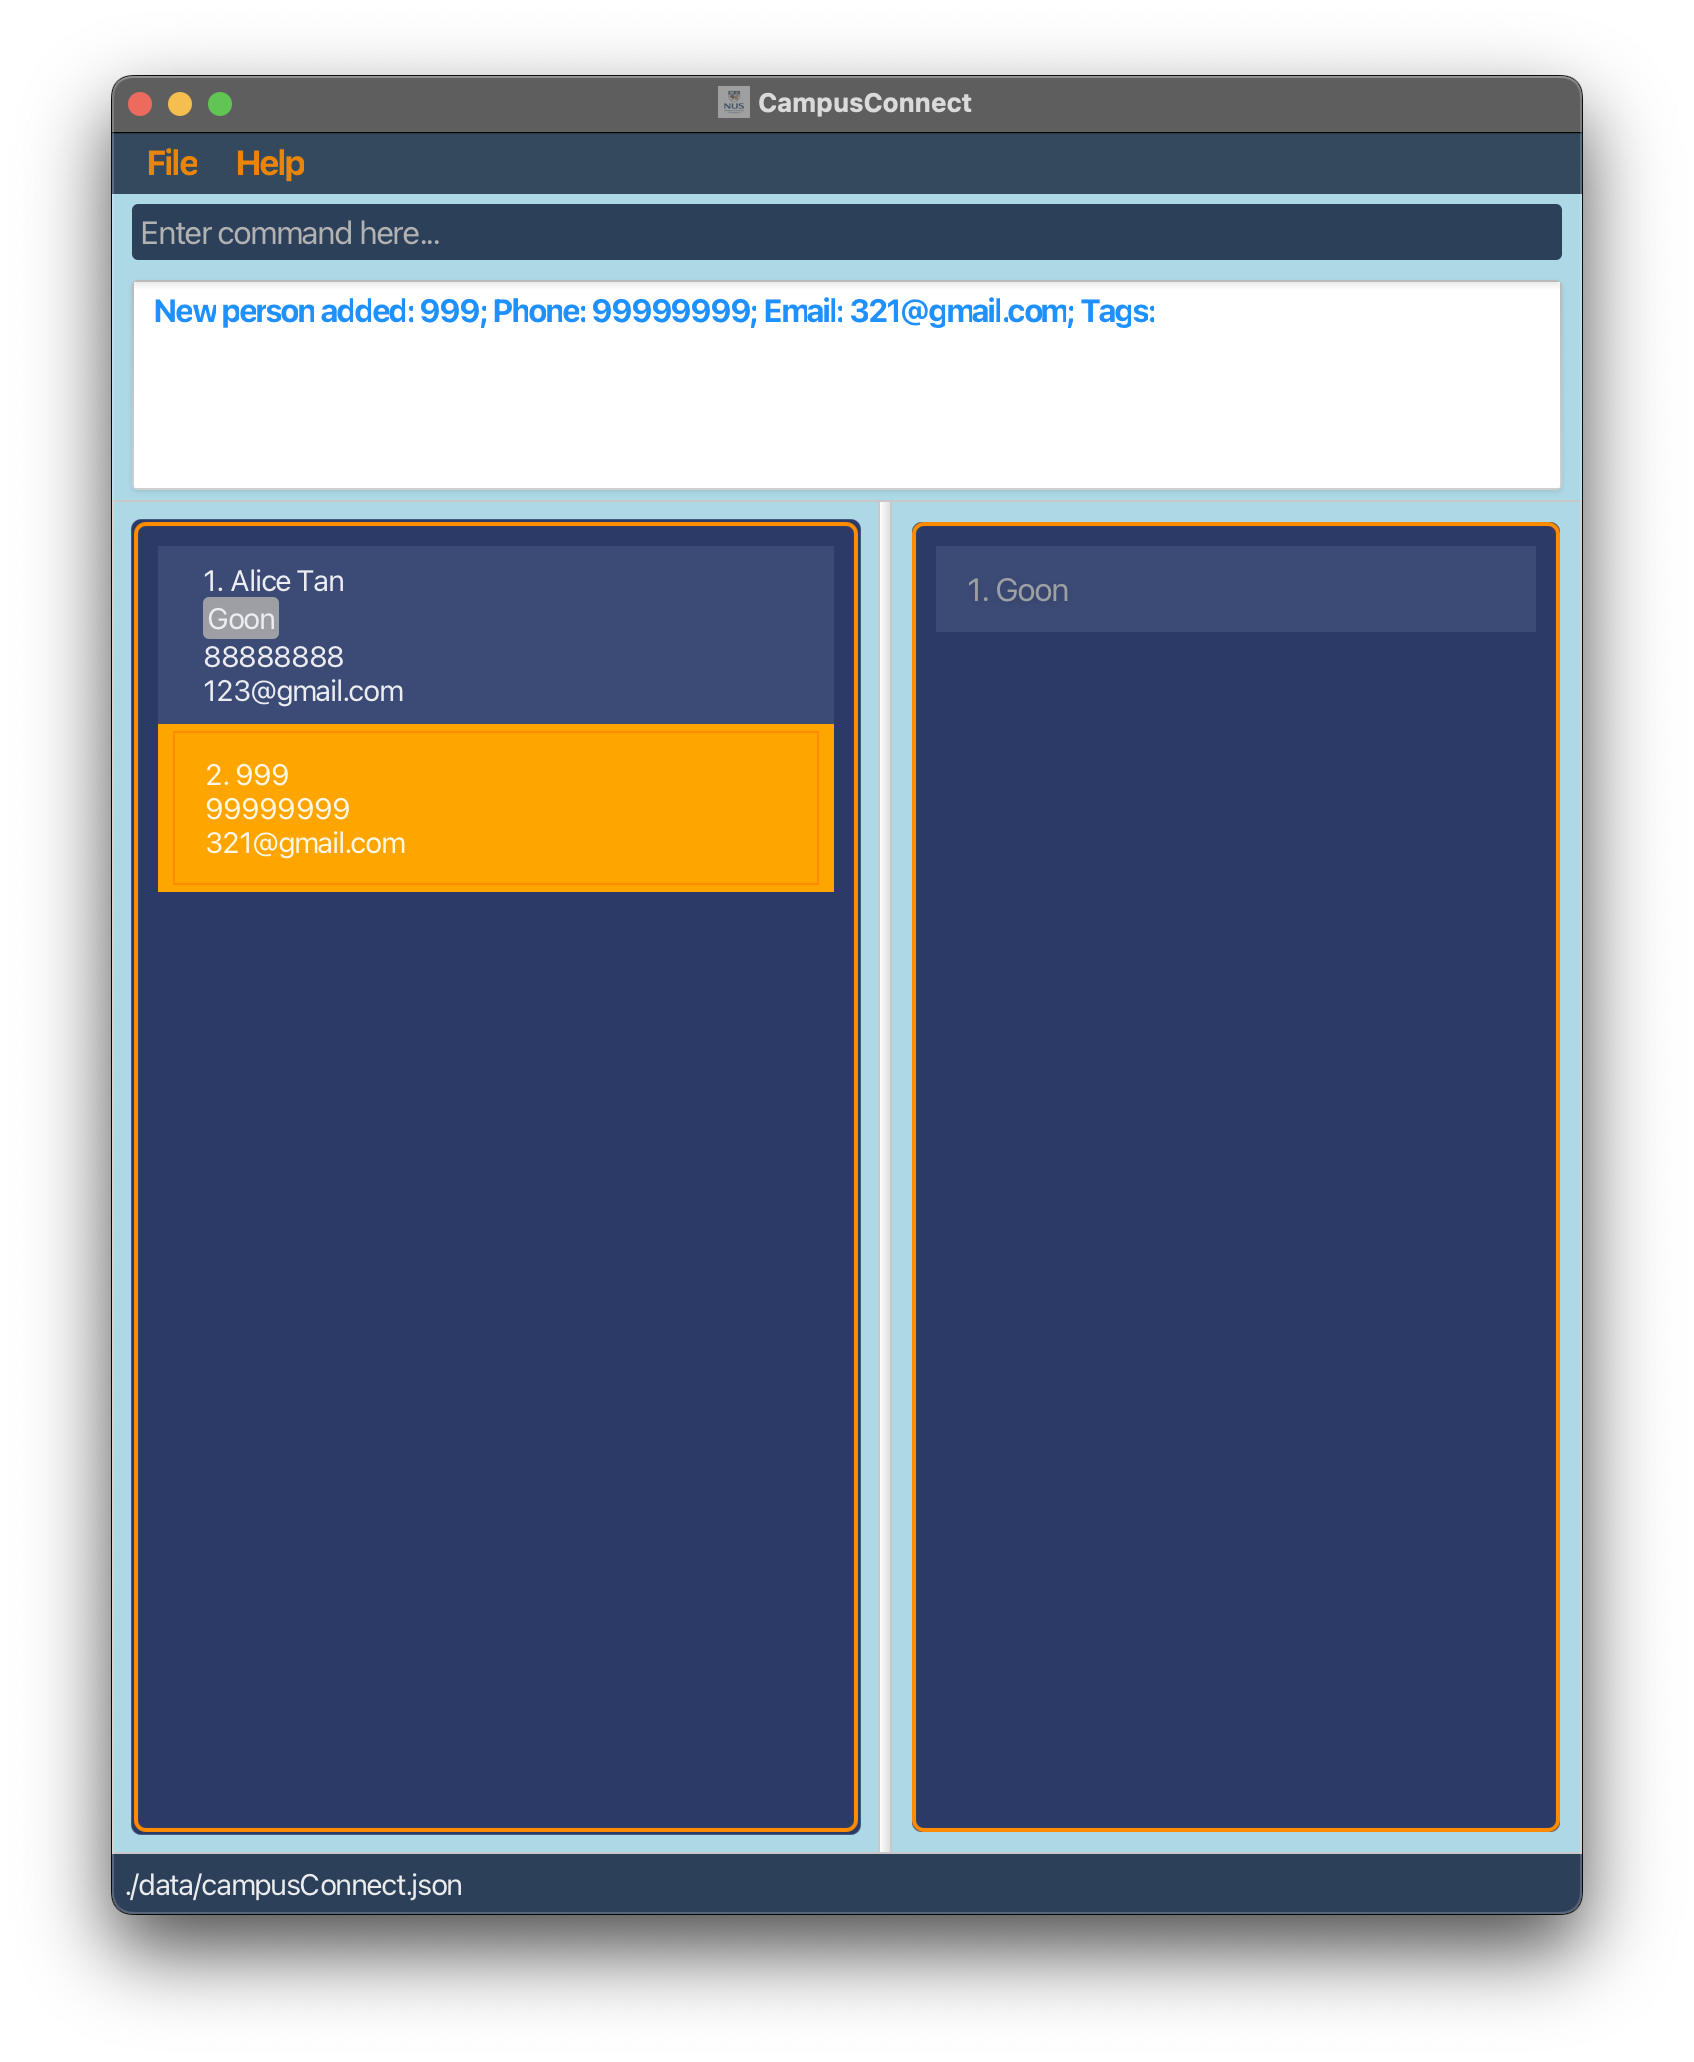 NUS
CampusConnect
File Help
Enter command here...
New person added: 999; Phone: 99999999; Email: 321@gmail.com; Tags:
1. Alice Tan
Goon
88888888
123@gmail.com
2. 999
99999999
321@gmail.com
1. Goon
./data/campusConnect.json